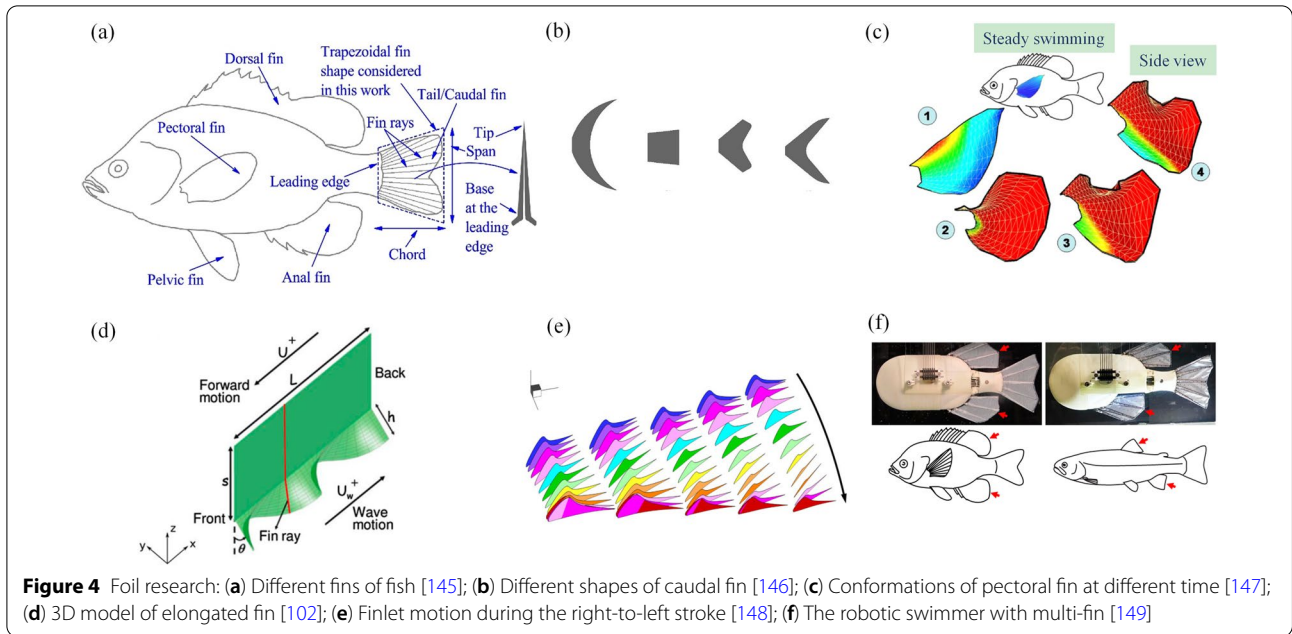 (a)
Dorsal fin
Pectoral fin
Pelvic fin
Anal fin
Leading edge
Trapezoidal fin
shape considered
in this work
Tail/Caudal fin
Fin rays
Tip
Span
Base
at the
leading
edge
Chord
(b)
(c)
Steady swimming
Side view
1
2
3
4
(d)
U+
Forward
motion
L
Back
h
s
Front
θ
Fin ray
Uw+
Wave
motion
z
y
x
(e)
(f)
Figure 4 Foil research: (a) Different fins of fish [145]; (b) Different shapes of caudal fin [146]; (c) Conformations of pectoral fin at different time [147];
(d) 3D model of elongated fin [102]; (e) Finlet motion during the right-to-left stroke [148]; (f) The robotic swimmer with multi-fin [149]